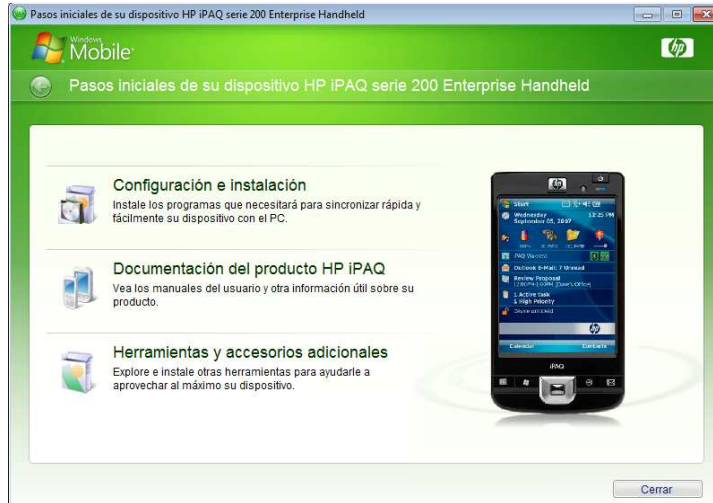 Pasos iniciales de su dispositivo HP iPAQ serie 200 Enterprise Handheld
Windows
Mobile
hp
Pasos iniciales de su dispositivo HP iPAQ serie 200 Enterprise Handheld
Configuración e instalación
Instale los programas que necesitará para sincronizar rápida y
fácilmente su dispositivo con el PC.
Documentación del producto HP iPAQ
Vea los manuales del usuario y otra información útil sobre su
producto.
Herramientas y accesorios adicionales
Explore e instale otras herramientas para ayudarle a
aprovechar al máximo su dispositivo.
hp
Start
Wednesday
September 05, 2007
12:25 PM
Outlook E-Mail: 7 Unread
Review Proposal
1 Active task
1 High Priority
hp
Calendar
Contacts
iPAQ
Cerrar